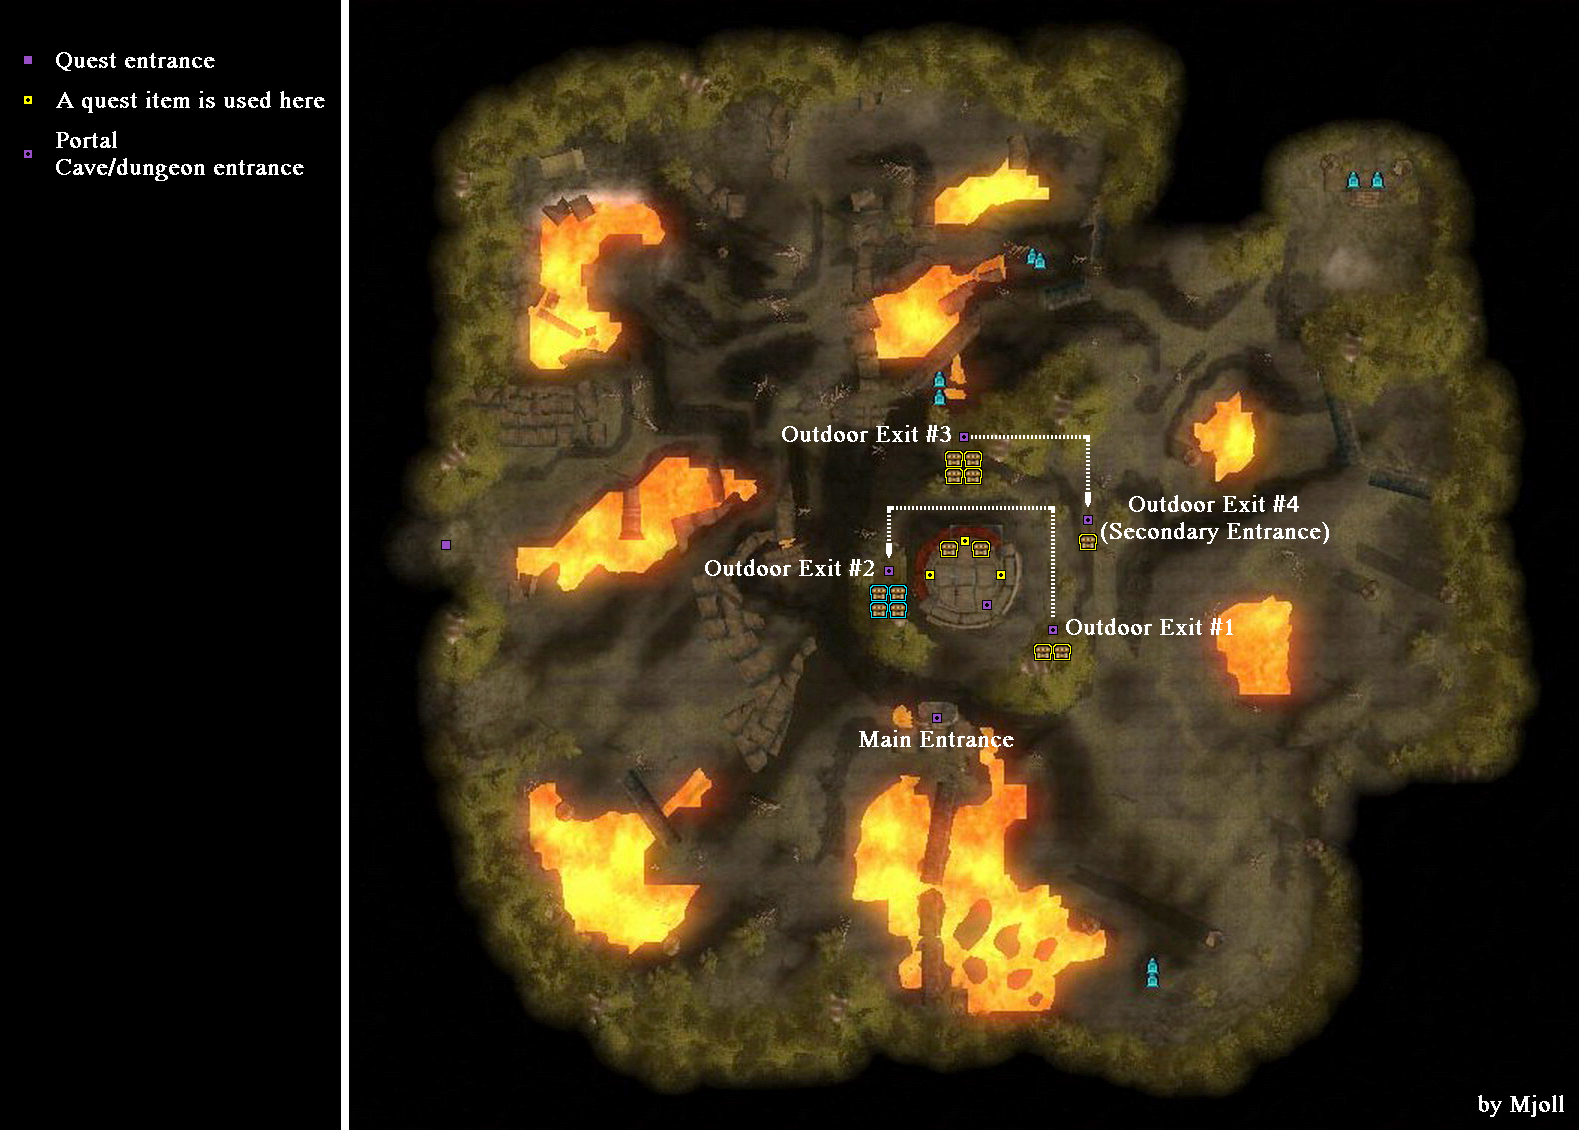 Quest entrance
A quest item is used here
Portal
Cave/dungeon entrance
Outdoor Exit #3
Outdoor Exit #4
(Secondary Entrance)
Outdoor Exit #2
Outdoor Exit #1
Main Entrance
by Mjoll